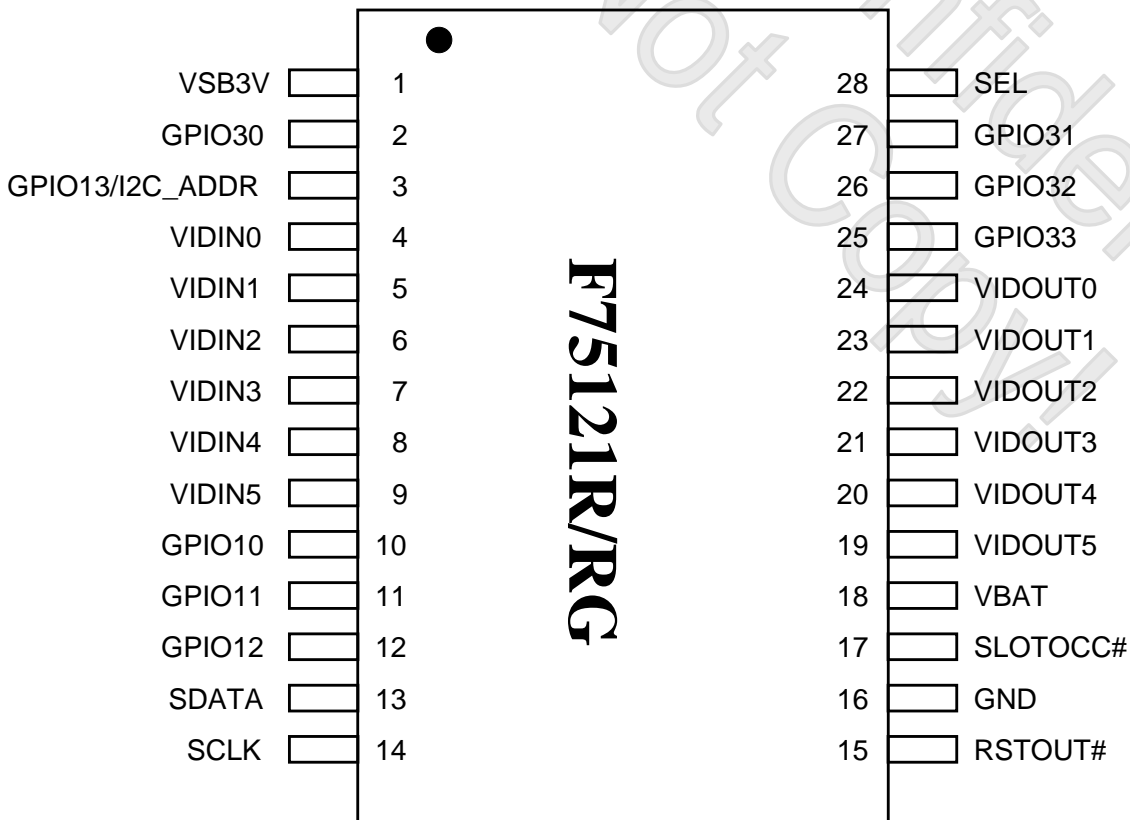 VSB3V 1 28 SEL
GPIO30 2 27 GPIO31
GPIO13/I2C_ADDR 3 26 GPIO32
VIDIN0 4 25 GPIO33
VIDIN1 5 24 VIDOUT0
VIDIN2 6 23 VIDOUT1
VIDIN3 7 22 VIDOUT2
VIDIN4 8 21 VIDOUT3
VIDIN5 9 20 VIDOUT4
GPIO10 10 19 VIDOUT5
GPIO11 11 18 VBAT
GPIO12 12 17 SLOTOCC#
SDATA 13 16 GND
SCLK 14 15 RSTOUT#
F75121R/RG
Not Copy!